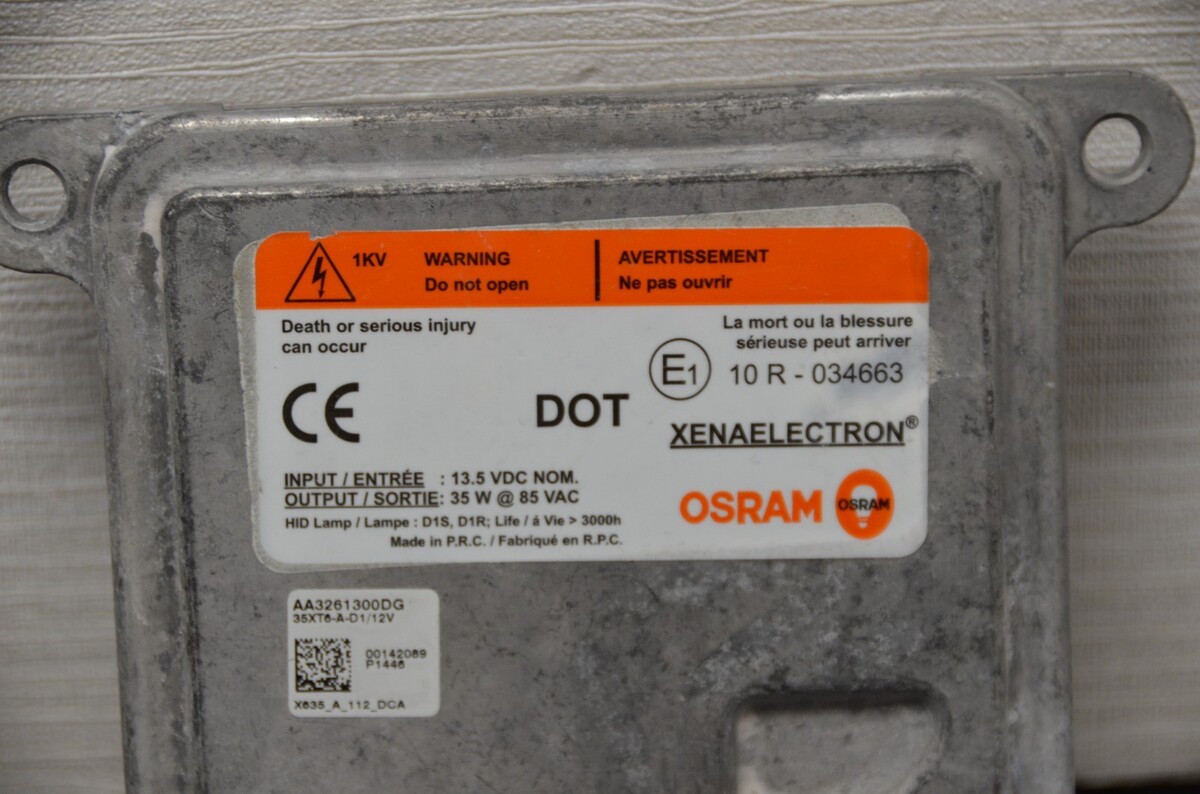 1KV WARNING AVERTISSEMENT
Do not open Ne pas ouvrir
Death or serious injury
can occur
La mort ou la blessure
sérieuse peut arriver
E1 10 R - 034663
CE DOT
XENAELECTRON®
INPUT / ENTRÉE : 13.5 VDC NOM.
OUTPUT / SORTIE: 35 W @ 85 VAC
HID Lamp / Lampe : D1S, D1R; Life / á Vie > 3000h
Made in P.R.C. / Fabriqué en R.P.C.
OSRAM OSRAM
AA3261300DG
35XT6-A-D1/12V
00142089
P1446
X635_A_112_DCA